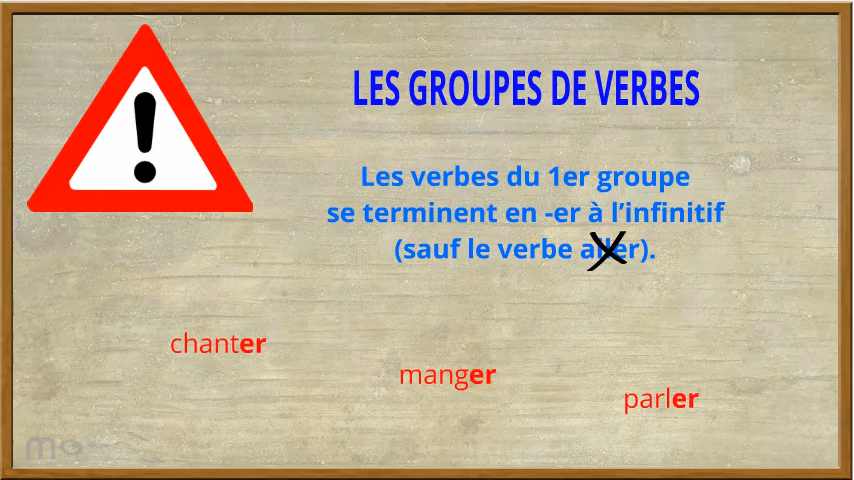 LES GROUPES DE VERBES
Les verbes du 1er groupe
se terminent en -er à l'infinitif
(sauf le verbe aller).
chanter
manger
parler